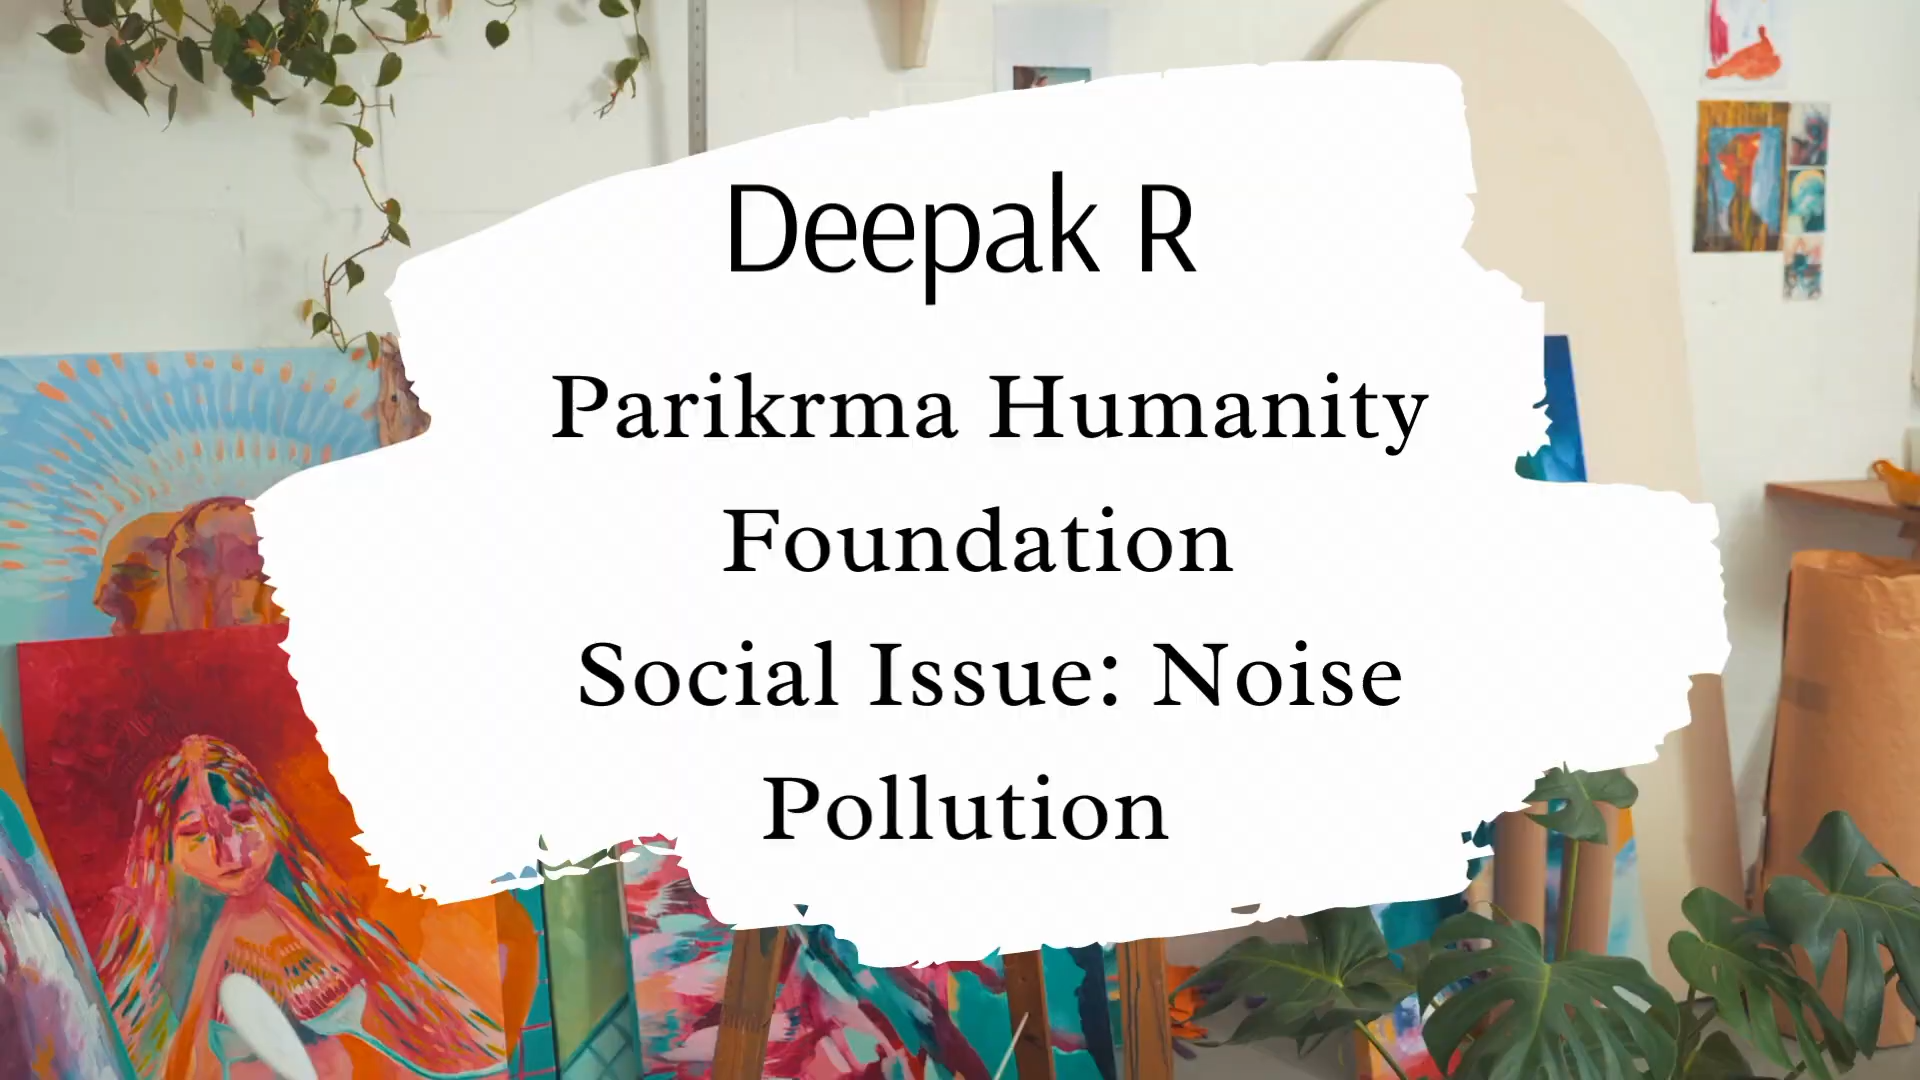 Deepak R
Parikrma Humanity
Foundation
Social Issue: Noise
Pollution